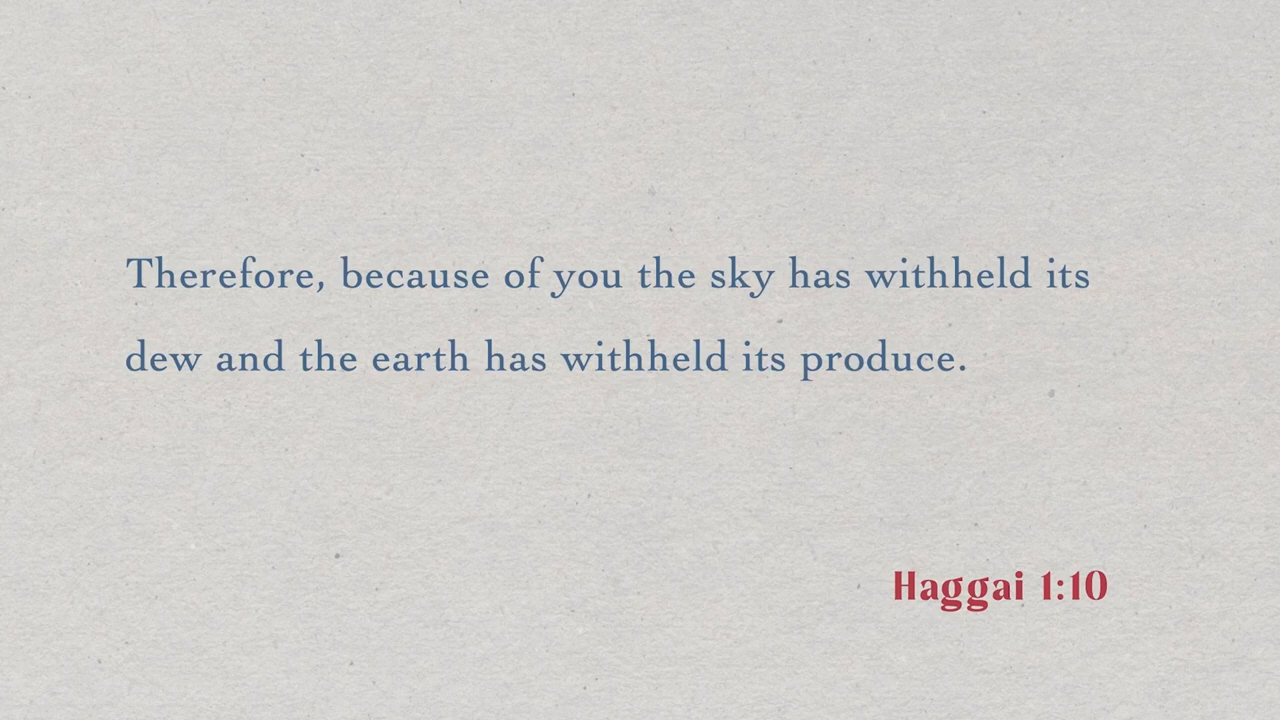 Therefore, because of you the sky has withheld its
dew and the earth has withheld its produce.
Haggai 1:10